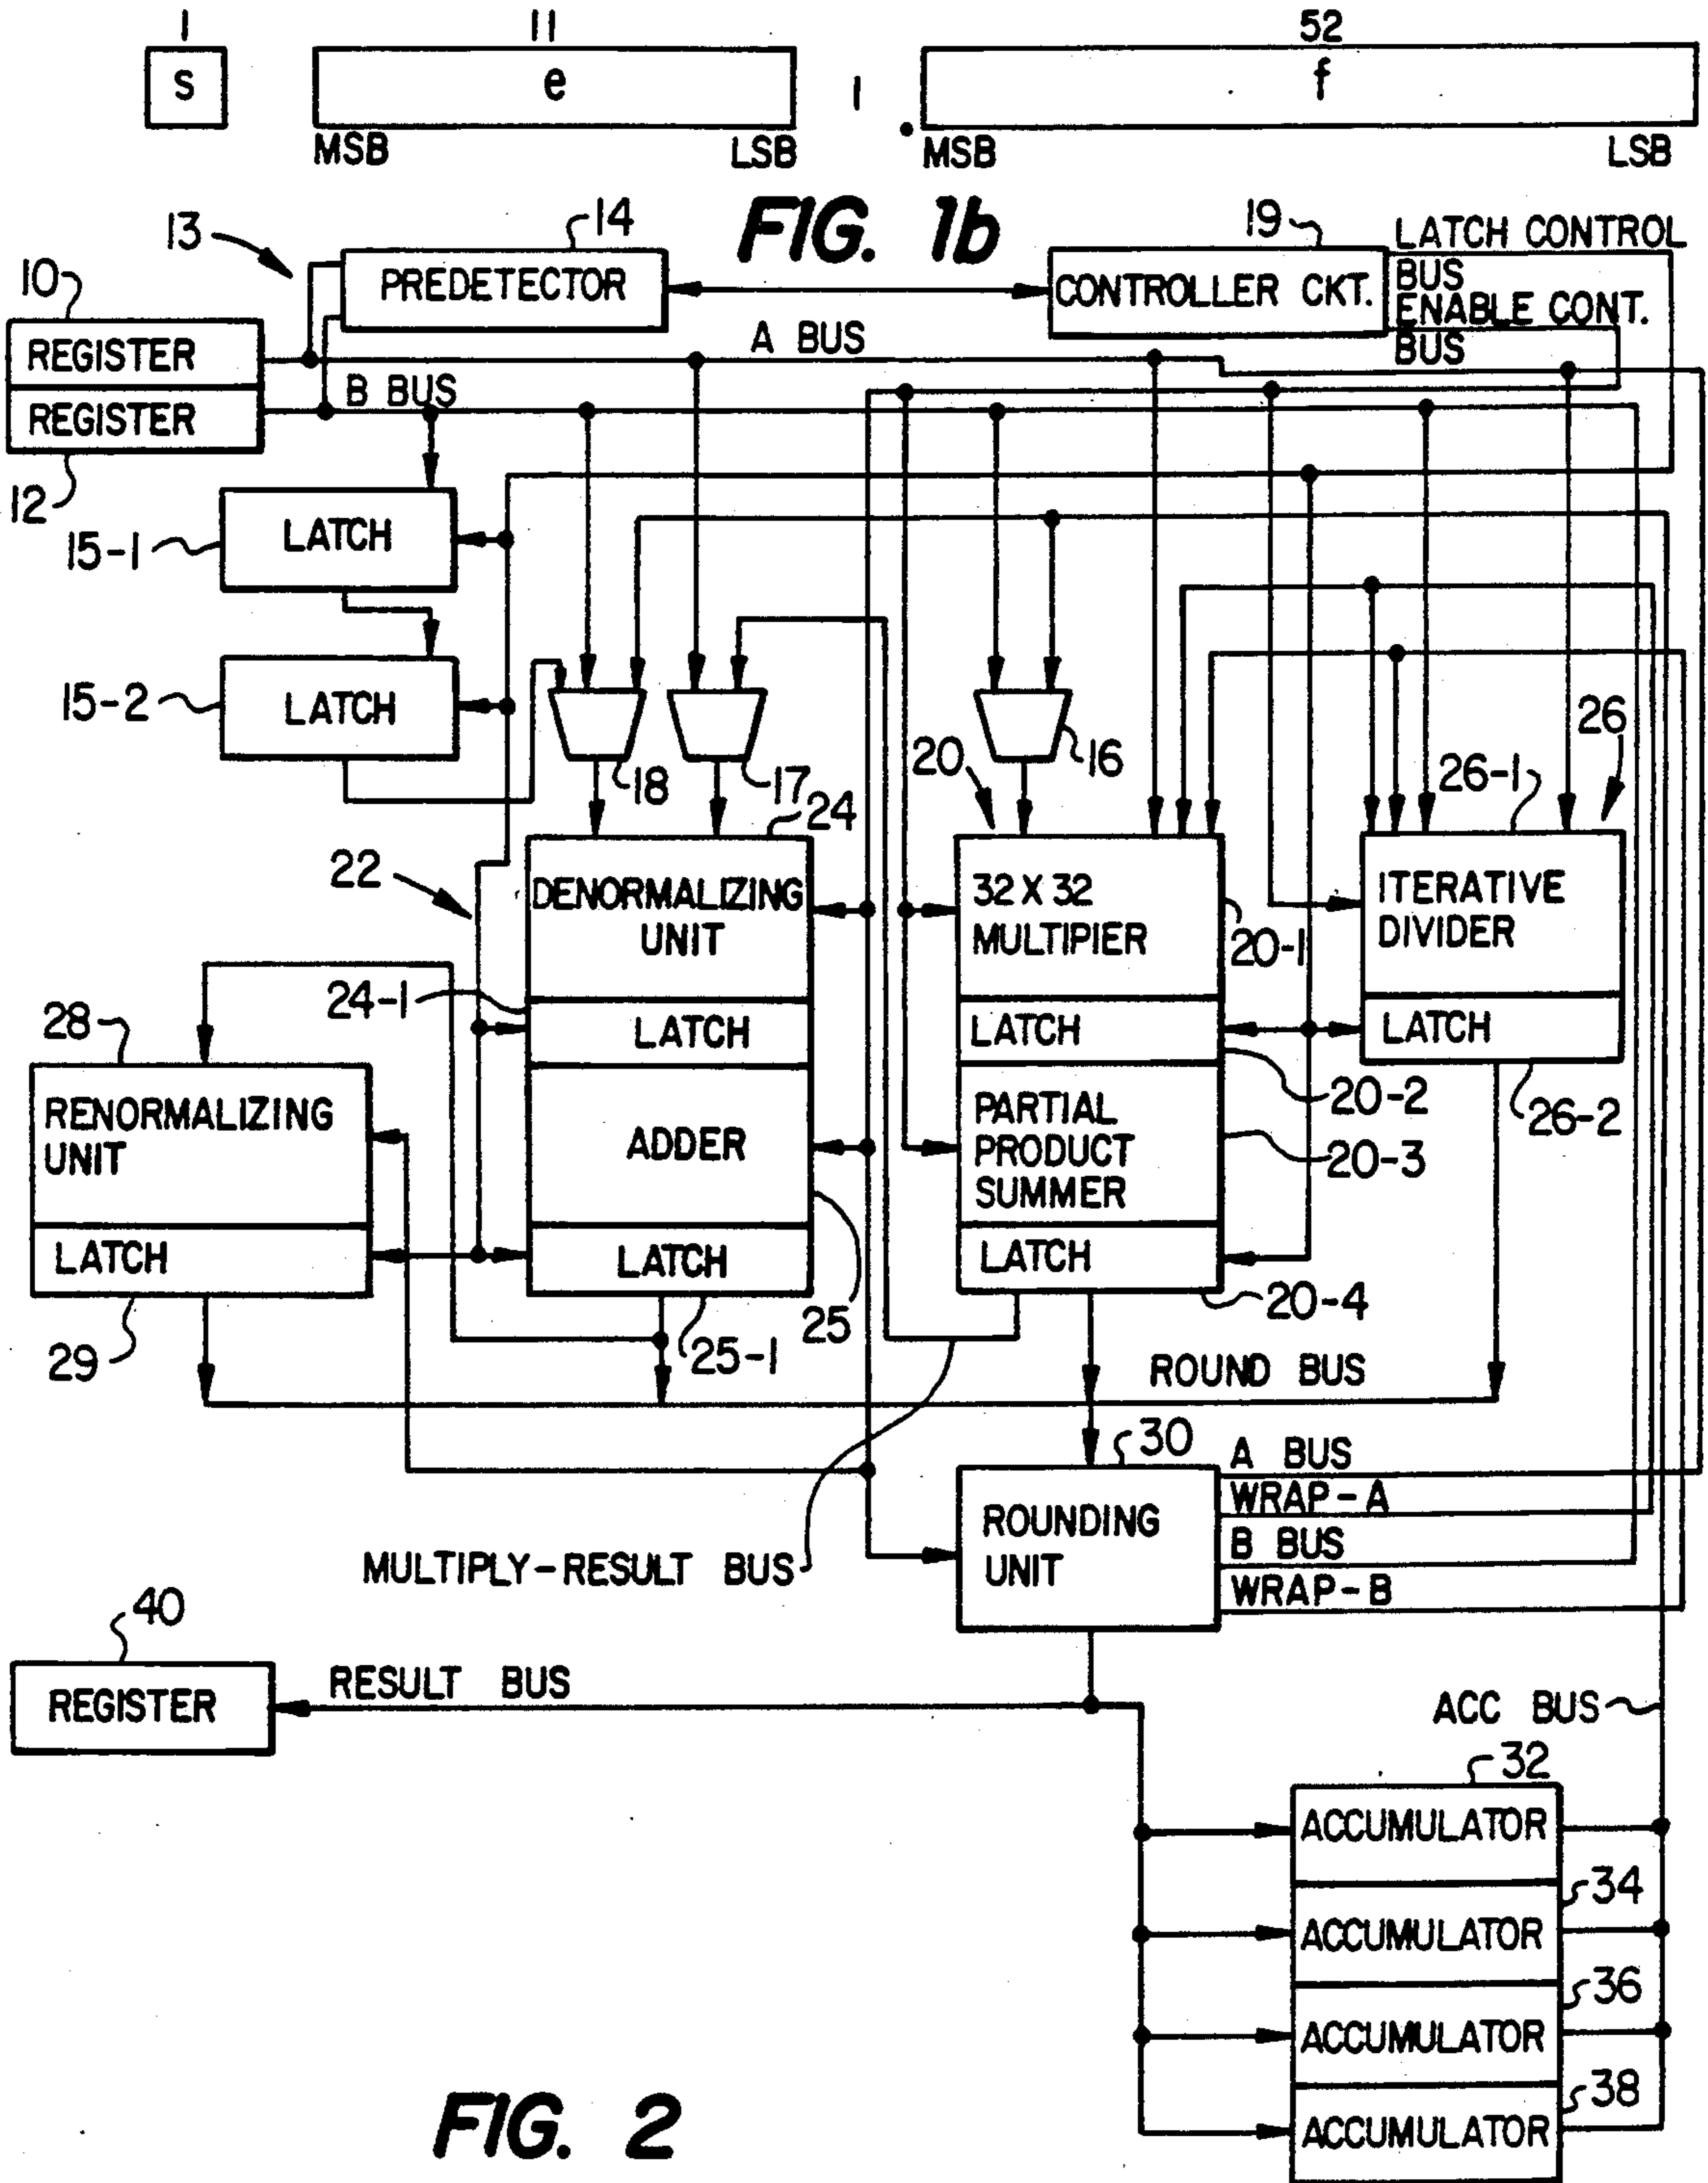 1 11 52
s e 1 . f
MSB LSB MSB LSB
FIG. 1b
13 14 19 LATCH CONTROL
BUS
10 PREDETECTOR CONTROLLER CKT. ENABLE CONT.
BUS
REGISTER A BUS
REGISTER B BUS
12
15-1 LATCH
15-2 LATCH
18 17 16 20 26-1 26
24
22
DENORMALIZING
UNIT
32 X 32
MULTIPIER
20-1
ITERATIVE
DIVIDER
24-1
LATCH
LATCH
LATCH
28
20-2
26-2
RENORMALIZING
UNIT
ADDER
PARTIAL
PRODUCT
SUMMER
20-3
LATCH
LATCH
LATCH
29
25-1
25
20-4
ROUND BUS
30
ROUNDING
UNIT
A BUS
WRAP-A
B BUS
WRAP-B
MULTIPLY-RESULT BUS
40
REGISTER
RESULT BUS
ACC BUS
32
ACCUMULATOR
34
ACCUMULATOR
36
ACCUMULATOR
38
ACCUMULATOR
FIG. 2